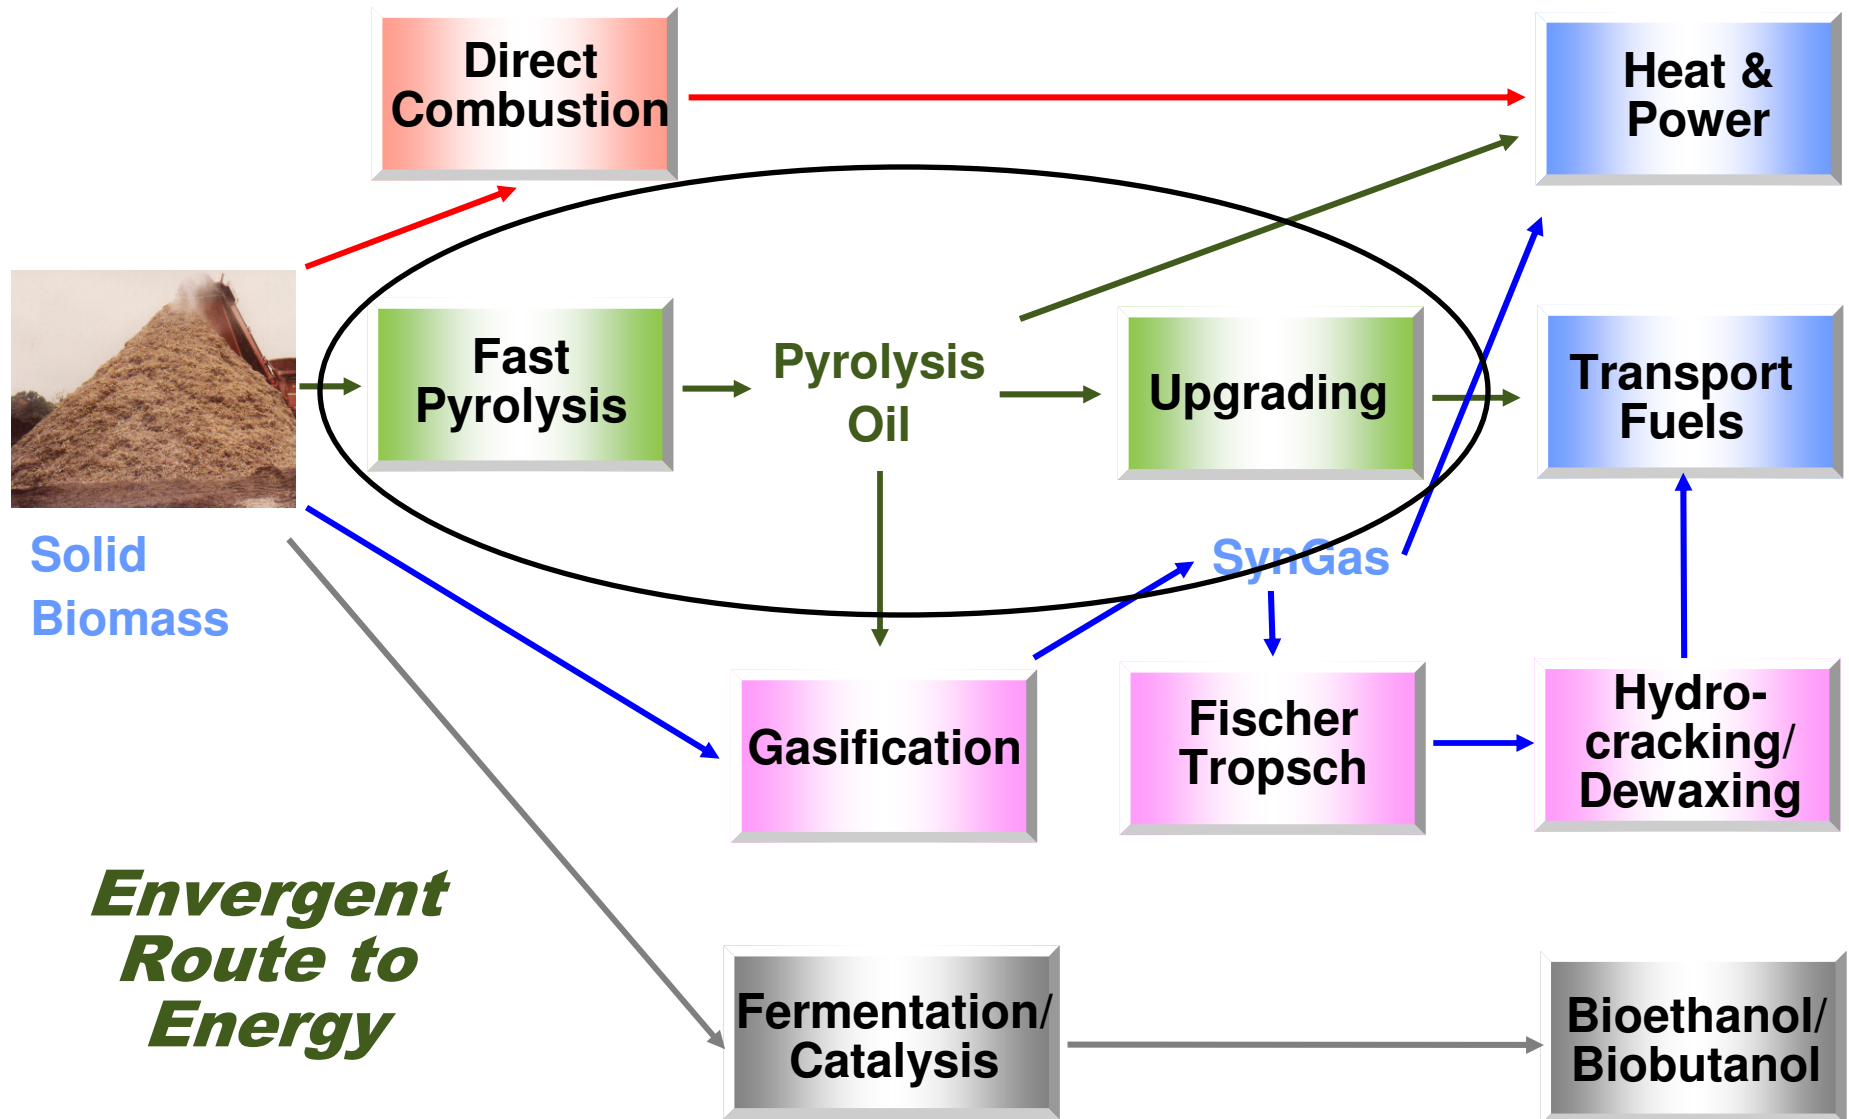 Direct
Combustion
Heat &
Power
Fast
Pyrolysis
Pyrolysis
Oil
Upgrading
Transport
Fuels
Solid
Biomass
SynGas
Gasification
Fischer
Tropsch
Hydro-
cracking/
Dewaxing
Envergent
Route to
Energy
Fermentation/
Catalysis
Bioethanol/
Biobutanol